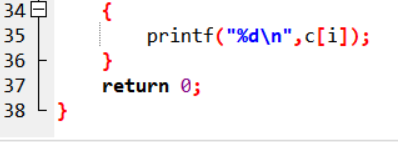 34 {
35 printf("%d\n",c[i]);
36 }
37 return 0;
38 }